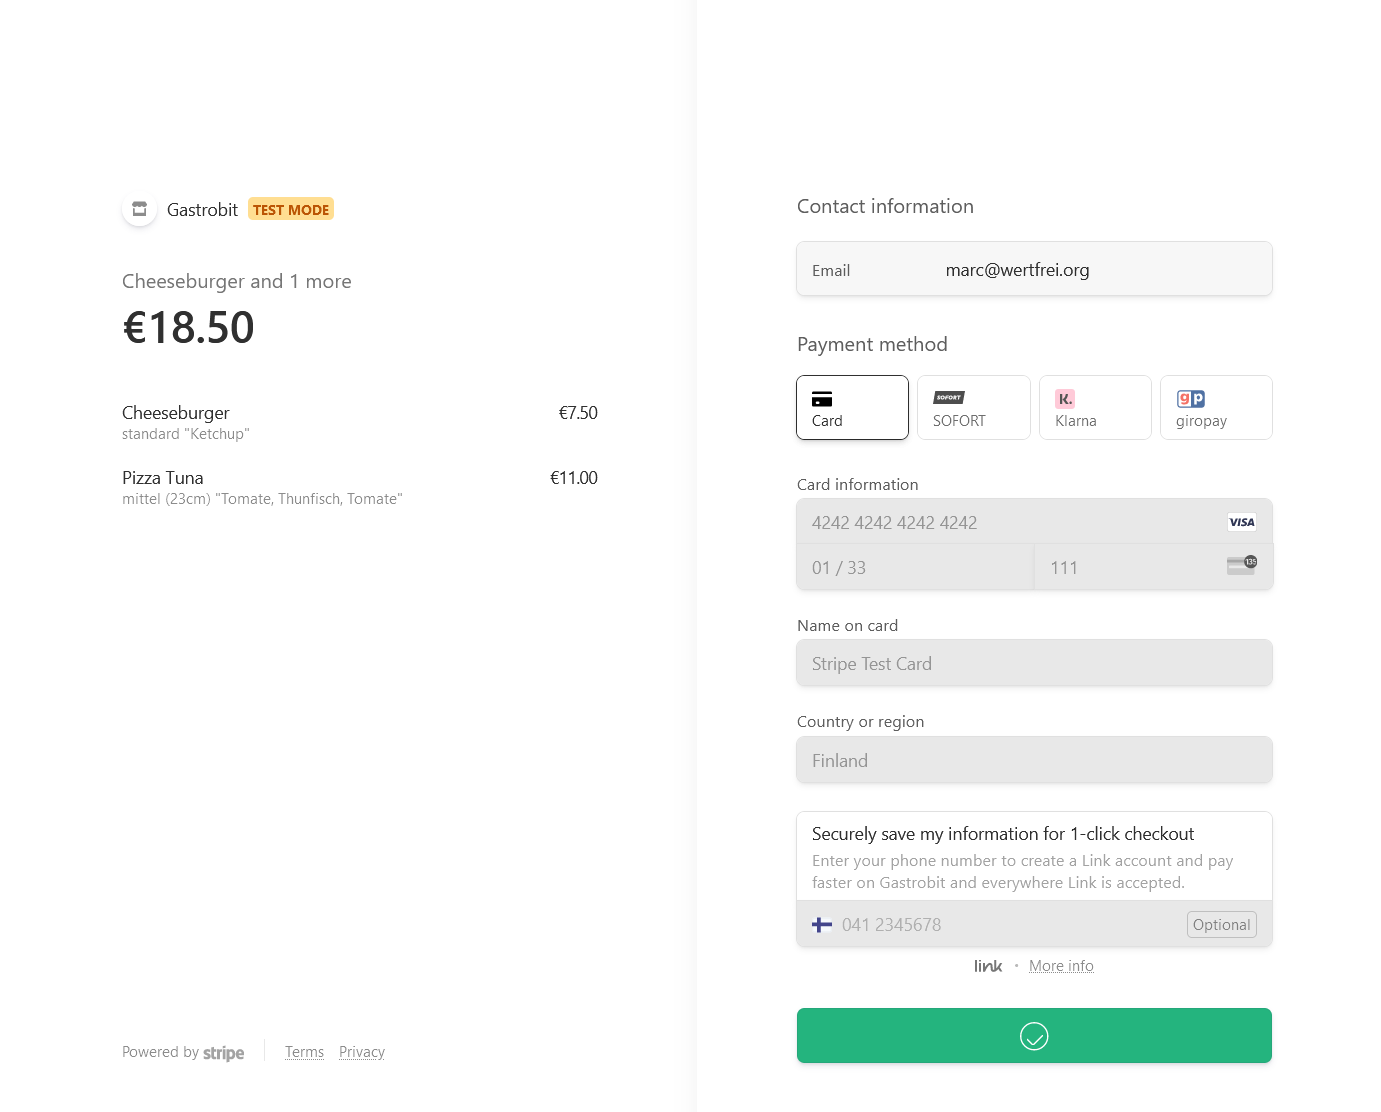 Gastrobit TEST MODE
Cheeseburger and 1 more
€18.50
Cheeseburger €7.50
standard "Ketchup"
Pizza Tuna €11.00
mittel (23cm) "Tomate, Thunfisch, Tomate"
Powered by stripe Terms Privacy
Contact information
Email marc@wertfrei.org
Payment method
Card SOFORT SOFORT K. Klarna gp giropay
Card information
4242 4242 4242 4242 VISA
01 / 33 111 135
Name on card
Stripe Test Card
Country or region
Finland
Securely save my information for 1-click checkout
Enter your phone number to create a Link account and pay
faster on Gastrobit and everywhere Link is accepted.
041 2345678 Optional
link · More info